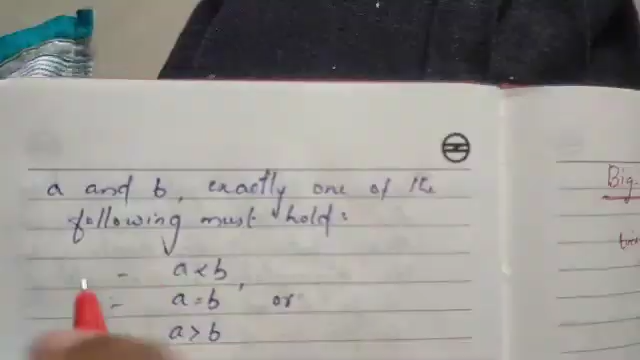 a and b, exactly one of the
following must hold:
- a < b,
- a = b, or
a > b
Big-